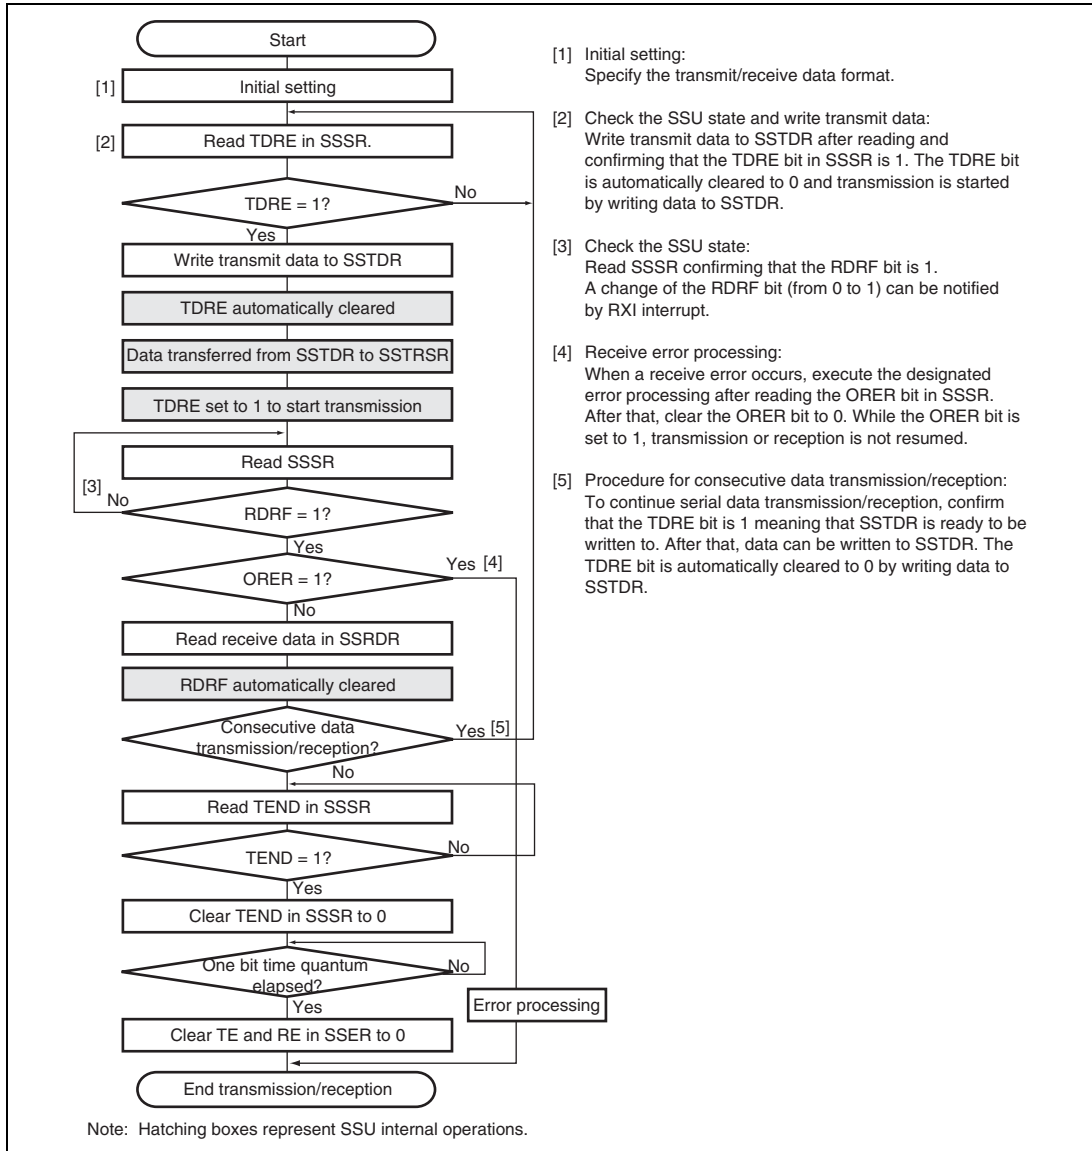 Start
[1] Initial setting
[2] Read TDRE in SSSR.
TDRE = 1?
No
Yes
Write transmit data to SSTDR
TDRE automatically cleared
Data transferred from SSTDR to SSTRSR
TDRE set to 1 to start transmission
Read SSSR
[3]
No
RDRF = 1?
Yes
Yes [4]
ORER = 1?
No
Read receive data in SSRDR
RDRF automatically cleared
Consecutive data
transmission/reception?
Yes [5]
No
Read TEND in SSSR
TEND = 1?
No
Yes
Clear TEND in SSSR to 0
One bit time quantum
elapsed?
No
Yes
Error processing
Clear TE and RE in SSER to 0
End transmission/reception
[1] Initial setting:
Specify the transmit/receive data format.
[2] Check the SSU state and write transmit data:
Write transmit data to SSTDR after reading and
confirming that the TDRE bit in SSSR is 1. The TDRE bit
is automatically cleared to 0 and transmission is started
by writing data to SSTDR.
[3] Check the SSU state:
Read SSSR confirming that the RDRF bit is 1.
A change of the RDRF bit (from 0 to 1) can be notified
by RXI interrupt.
[4] Receive error processing:
When a receive error occurs, execute the designated
error processing after reading the ORER bit in SSSR.
After that, clear the ORER bit to 0. While the ORER bit is
set to 1, transmission or reception is not resumed.
[5] Procedure for consecutive data transmission/reception:
To continue serial data transmission/reception, confirm
that the TDRE bit is 1 meaning that SSTDR is ready to be
written to. After that, data can be written to SSTDR. The
TDRE bit is automatically cleared to 0 by writing data to
SSTDR.
Note: Hatching boxes represent SSU internal operations.